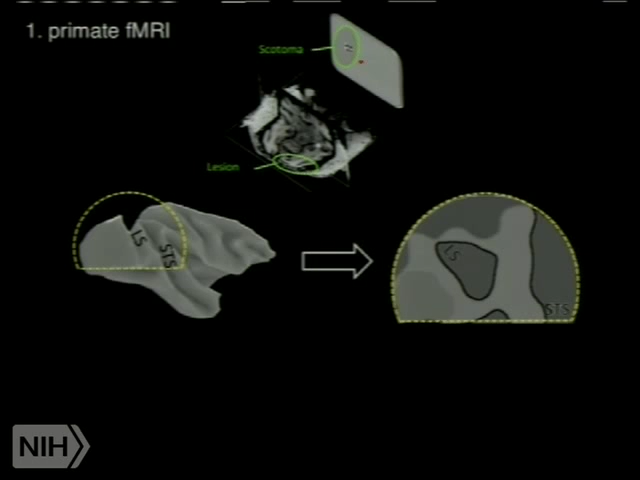 1. primate fMRI
Scotoma
Lesion
LS
STS
LS
STS
NIH